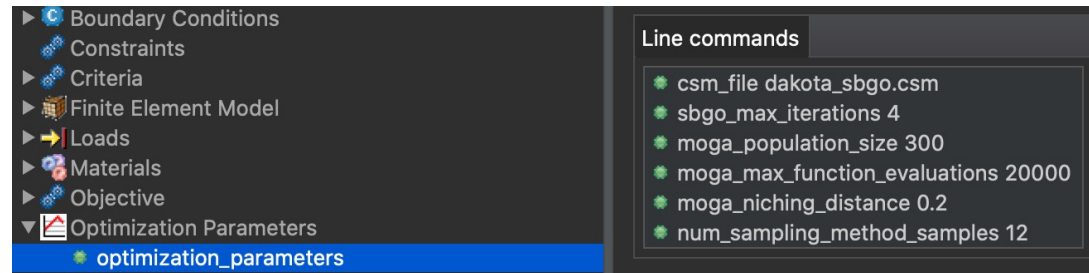 Boundary Conditions
Constraints
Criteria
Finite Element Model
Loads
Materials
Objective
Optimization Parameters
optimization_parameters
Line commands
csm_file dakota_sbgo.csm
sbgo_max_iterations 4
moga_population_size 300
moga_max_function_evaluations 20000
moga_niching_distance 0.2
num_sampling_method_samples 12